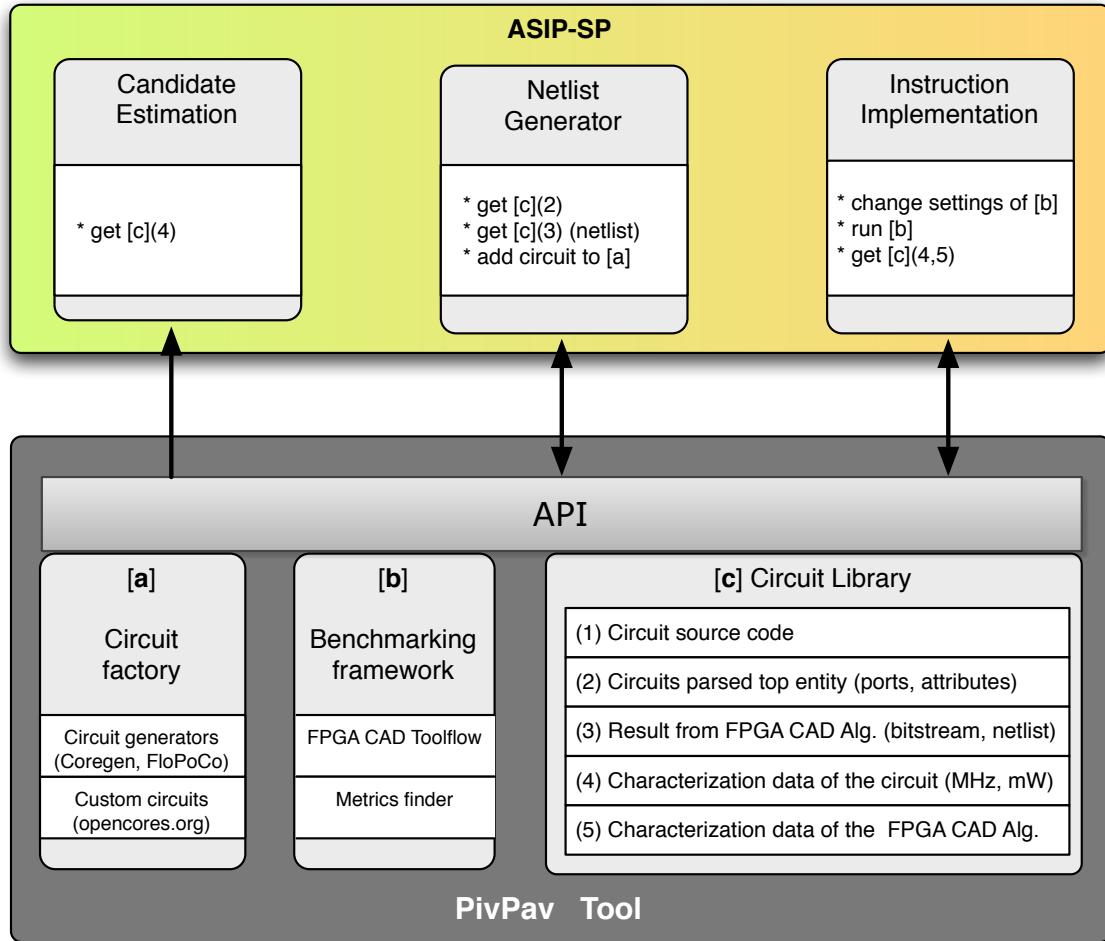 ASIP-SP
Candidate
Estimation
* get [c](4)
Netlist
Generator
* get [c](2)
* get [c](3) (netlist)
* add circuit to [a]
Instruction
Implementation
* change settings of [b]
* run [b]
* get [c](4,5)
API
[a]
Circuit
factory
Circuit generators
(Coregen, FloPoCo)
Custom circuits
(opencores.org)
[b]
Benchmarking
framework
FPGA CAD Toolflow
Metrics finder
[c] Circuit Library
(1) Circuit source code
(2) Circuits parsed top entity (ports, attributes)
(3) Result from FPGA CAD Alg. (bitstream, netlist)
(4) Characterization data of the circuit (MHz, mW)
(5) Characterization data of the FPGA CAD Alg.
PivPav Tool